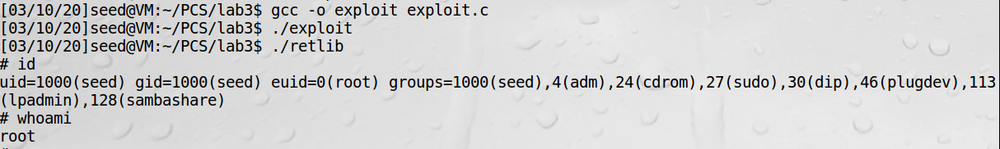 [03/10/20]seed@VM:~/PCS/lab3$ gcc -o exploit exploit.c
[03/10/20]seed@VM:~/PCS/lab3$ ./exploit
[03/10/20]seed@VM:~/PCS/lab3$ ./retlib
# id
uid=1000(seed) gid=1000(seed) euid=0(root) groups=1000(seed),4(adm),24(cdrom),27(sudo),30(dip),46(plugdev),113
(lpadmin),128(sambashare)
# whoami
root